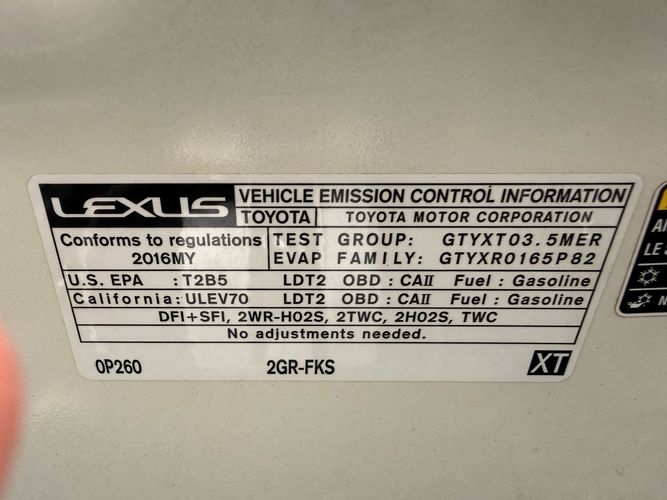 LEXUS
VEHICLE EMISSION CONTROL INFORMATION
TOYOTA TOYOTA MOTOR CORPORATION
Conforms to regulations
2016MY
TEST GROUP: GTYXT03.5MER
EVAP FAMILY: GTYXR0165P82
U.S. EPA : T2B5 LDT2 OBD : CAII Fuel : Gasoline
California: ULEV70 LDT2 OBD : CAII Fuel : Gasoline
DFI+SFI, 2WR-HO2S, 2TWC, 2HO2S, TWC
No adjustments needed.
0P260 2GR-FKS XT
LE